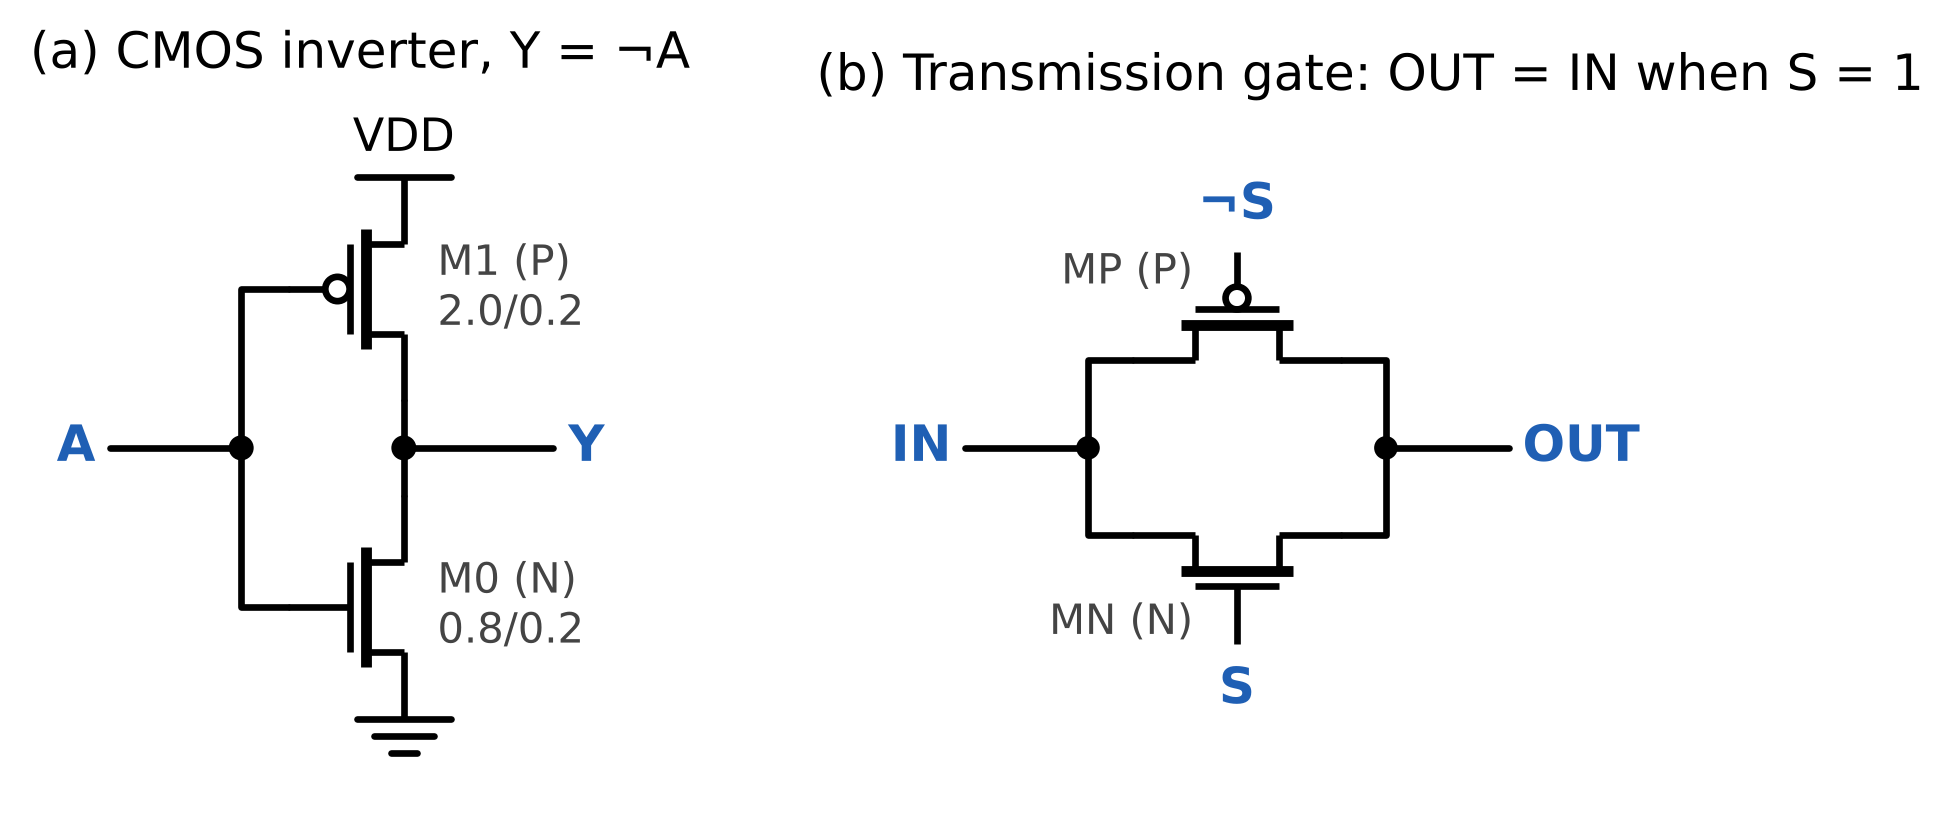 (a) CMOS inverter, Y = ¬A
VDD
M1 (P)
2.0/0.2
A
Y
M0 (N)
0.8/0.2
(b) Transmission gate: OUT = IN when S = 1
¬S
MP (P)
IN
OUT
MN (N)
S